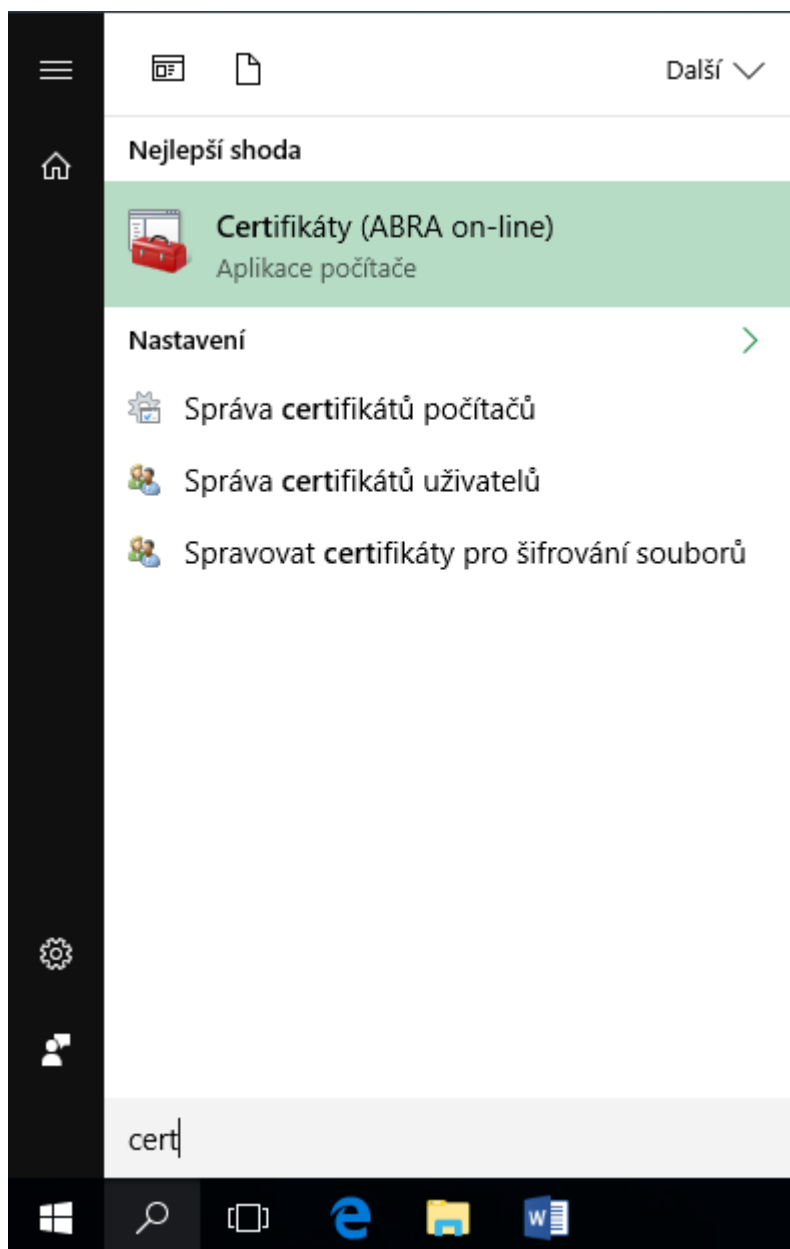 Další
Nejlepší shoda
Certifikáty (ABRA on-line)
Aplikace počítače
Nastavení
Správa certifikátů počítačů
Správa certifikátů uživatelů
Spravovat certifikáty pro šifrování souborů
cert